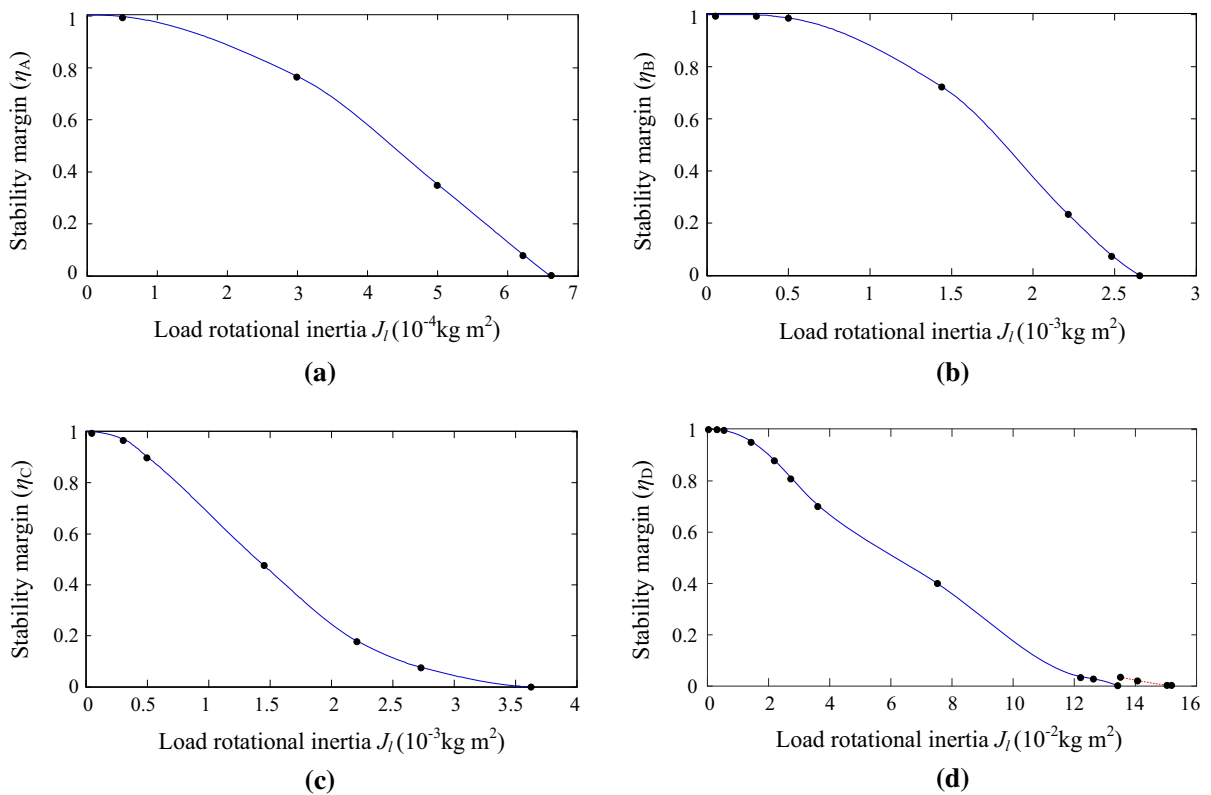 1
0.8
0.6
0.4
0.2
0
Stability margin (ηA)
0 1 2 3 4 5 6 7
Load rotational inertia Jl (10-4kg m2)
(a)
1
0.8
0.6
0.4
0.2
0
Stability margin (ηB)
0 0.5 1 1.5 2 2.5 3
Load rotational inertia Jl (10-3kg m2)
(b)
1
0.8
0.6
0.4
0.2
0
Stability margin (ηC)
0 0.5 1 1.5 2 2.5 3 3.5 4
Load rotational inertia Jl (10-3kg m2)
(c)
1
0.8
0.6
0.4
0.2
0
Stability margin (ηD)
0 2 4 6 8 10 12 14 16
Load rotational inertia Jl (10-2kg m2)
(d)